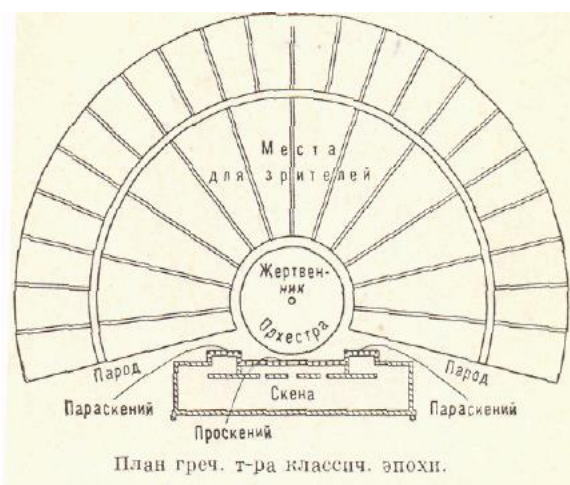 Места
для зрителей
Жертвен-
ник
Орхестра
Парод
Парод
Параскений
Скена
Параскений
Проскений
План греч. т-ра классич. эпохи.